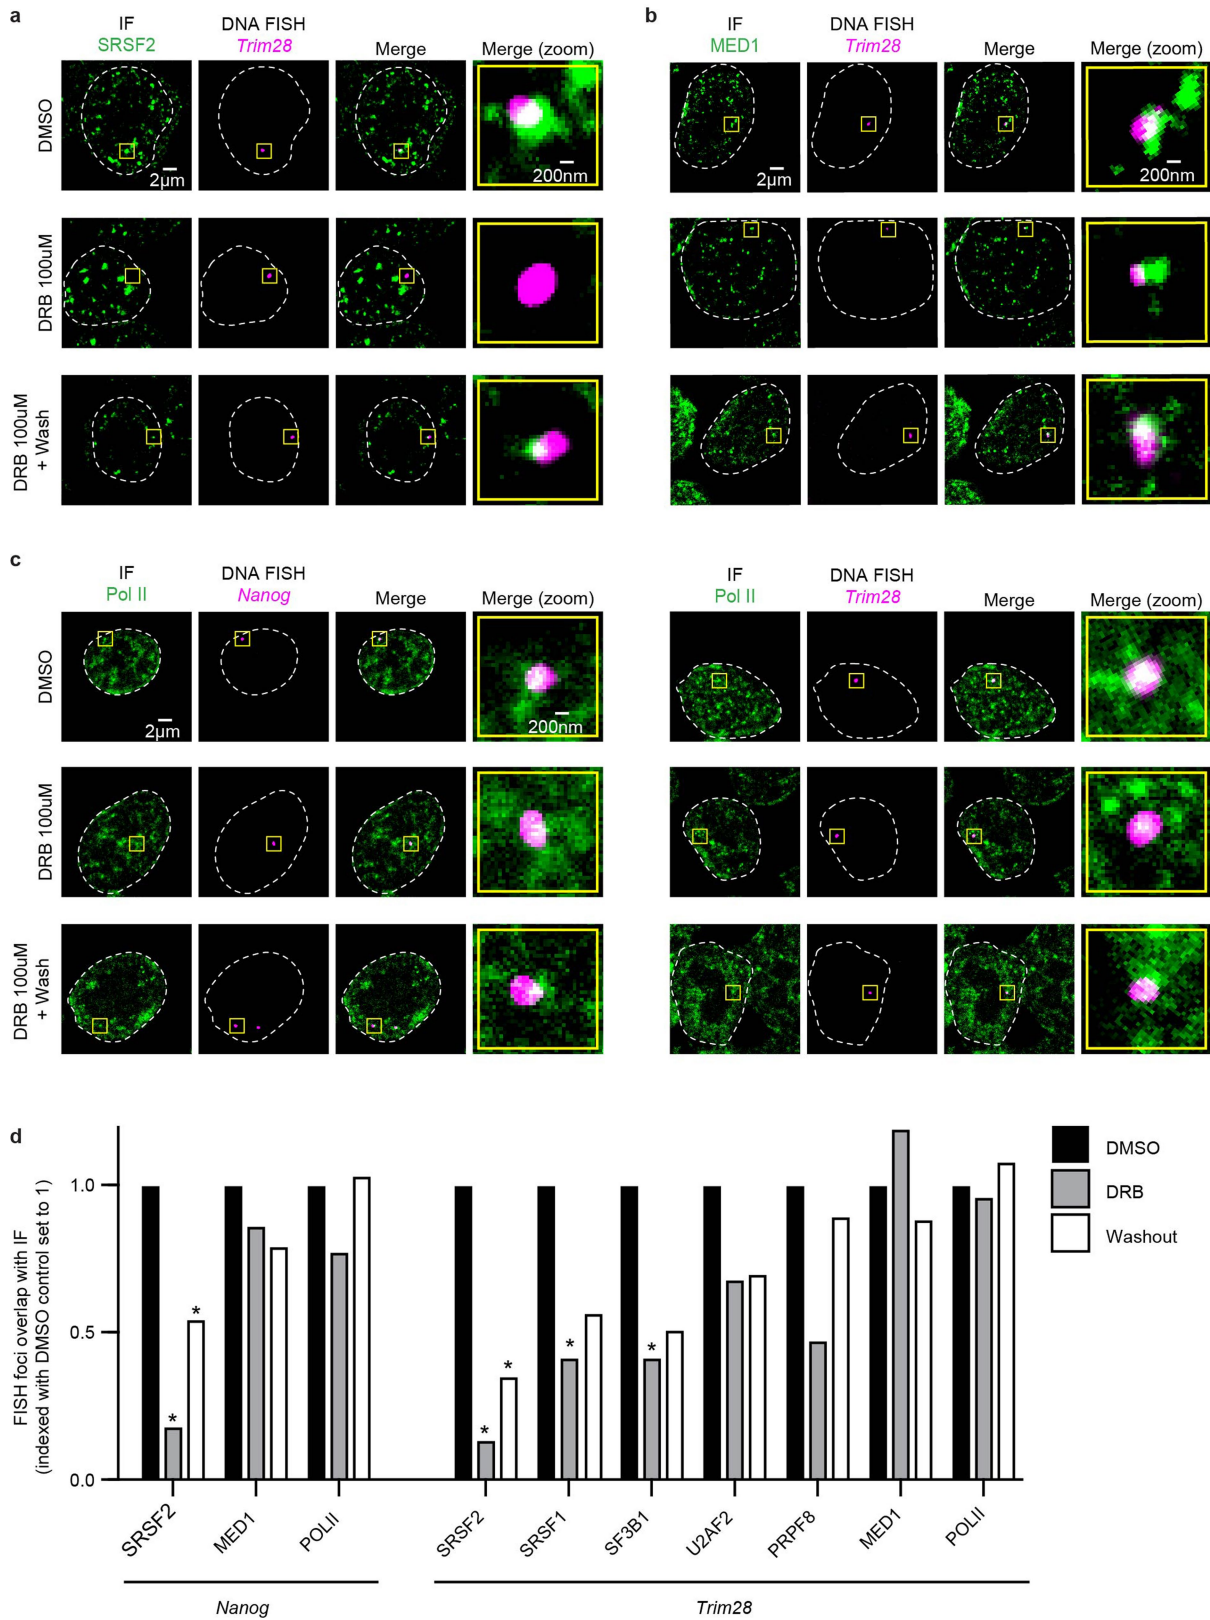 a
IF
SRSF2
DNA FISH
Trim28
Merge
Merge (zoom)
DMSO
2µm
200nm
DRB 100uM
DRB 100uM
+ Wash
b
IF
MED1
DNA FISH
Trim28
Merge
Merge (zoom)
2µm
200nm
c
IF
Pol II
DNA FISH
Nanog
Merge
Merge (zoom)
DMSO
2µm
200nm
DRB 100uM
DRB 100uM
+ Wash
IF
Pol II
DNA FISH
Trim28
Merge
Merge (zoom)
d
FISH foci overlap with IF
(indexed with DMSO control set to 1)
1.0
0.5
0.0
*
*
*
*
*
*
DMSO
DRB
Washout
SRSF2
MED1
POLII
SRSF2
SRSF1
SF3B1
U2AF2
PRPF8
MED1
POLII
Nanog
Trim28